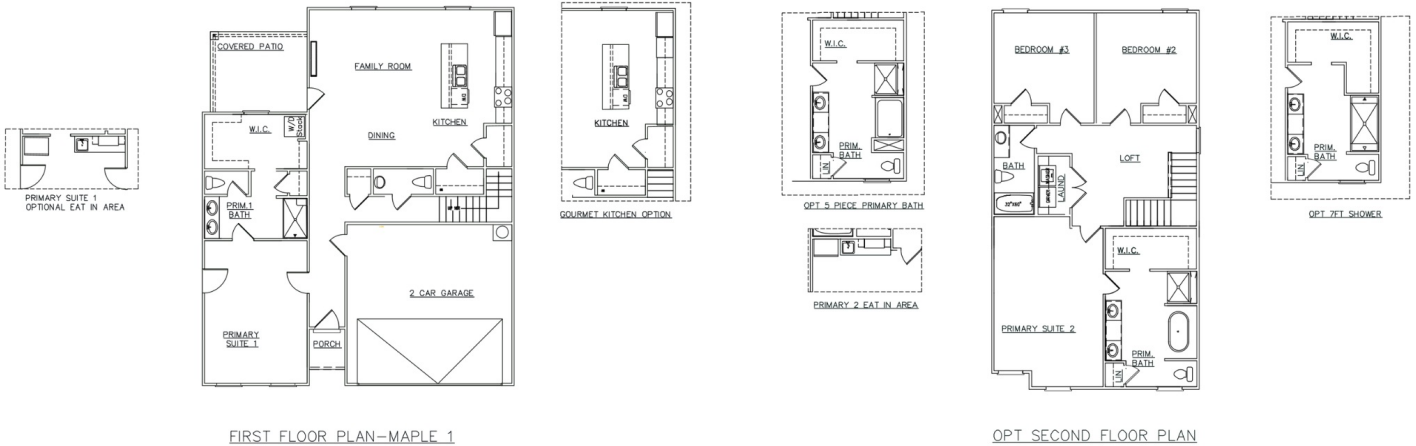 COVERED PATIO
FAMILY ROOM
KITCHEN
DINING
W.I.C.
W/D
Stack
PRIM.1
BATH
2 CAR GARAGE
PRIMARY
SUITE 1
PORCH
FIRST FLOOR PLAN-MAPLE 1
PRIMARY SUITE 1
OPTIONAL EAT IN AREA
KITCHEN
GOURMET KITCHEN OPTION
W.I.C.
PRIM.
BATH
LIN
OPT 5 PIECE PRIMARY BATH
PRIMARY 2 EAT IN AREA
BEDROOM #3
BEDROOM #2
LOFT
BATH
LAUND
W.I.C.
PRIMARY SUITE 2
PRIM.
BATH
LIN
OPT SECOND FLOOR PLAN
W.I.C.
PRIM.
BATH
LIN
OPT 7FT SHOWER